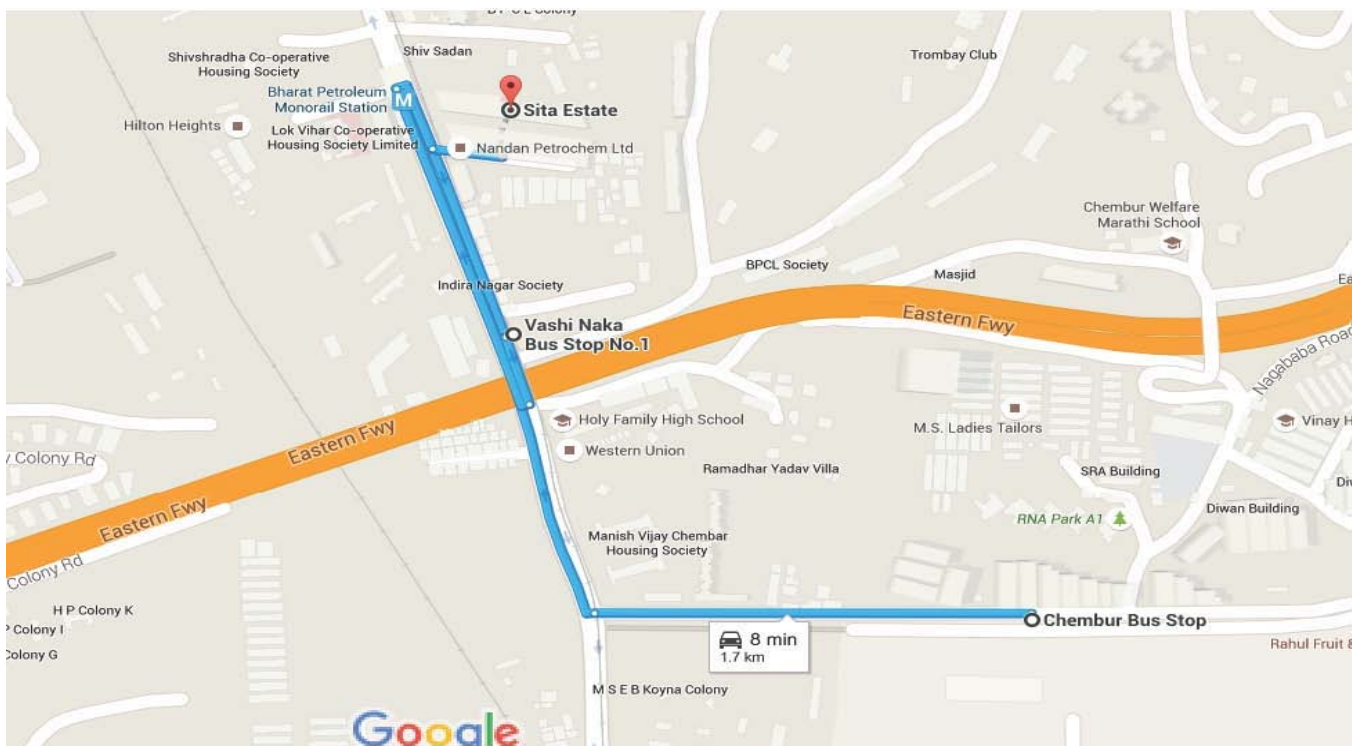 Shiv Sadan
Trombay Club
Shivshradha Co-operative
Housing Society
Bharat Petroleum
Monorail Station
M
Sita Estate
Hilton Heights
Lok Vihar Co-operative
Housing Society Limited
Nandan Petrochem Ltd
Chembur Welfare
Marathi School
BPCL Society
Masjid
Indira Nagar Society
Vashi Naka
Bus Stop No.1
Eastern Fwy
Nagababa Road
Eastern Fwy
Holy Family High School
M.S. Ladies Tailors
Vinay H
Western Union
y Colony Rd
Ramadhar Yadav Villa
SRA Building
Eastern Fwy
RNA Park A1
Diwan Building
Manish Vijay Chembar
Housing Society
Colony Rd
H P Colony K
P Colony I
Colony G
Chembur Bus Stop
8 min
1.7 km
Rahul Fruit &
M S E B Koyna Colony
Google